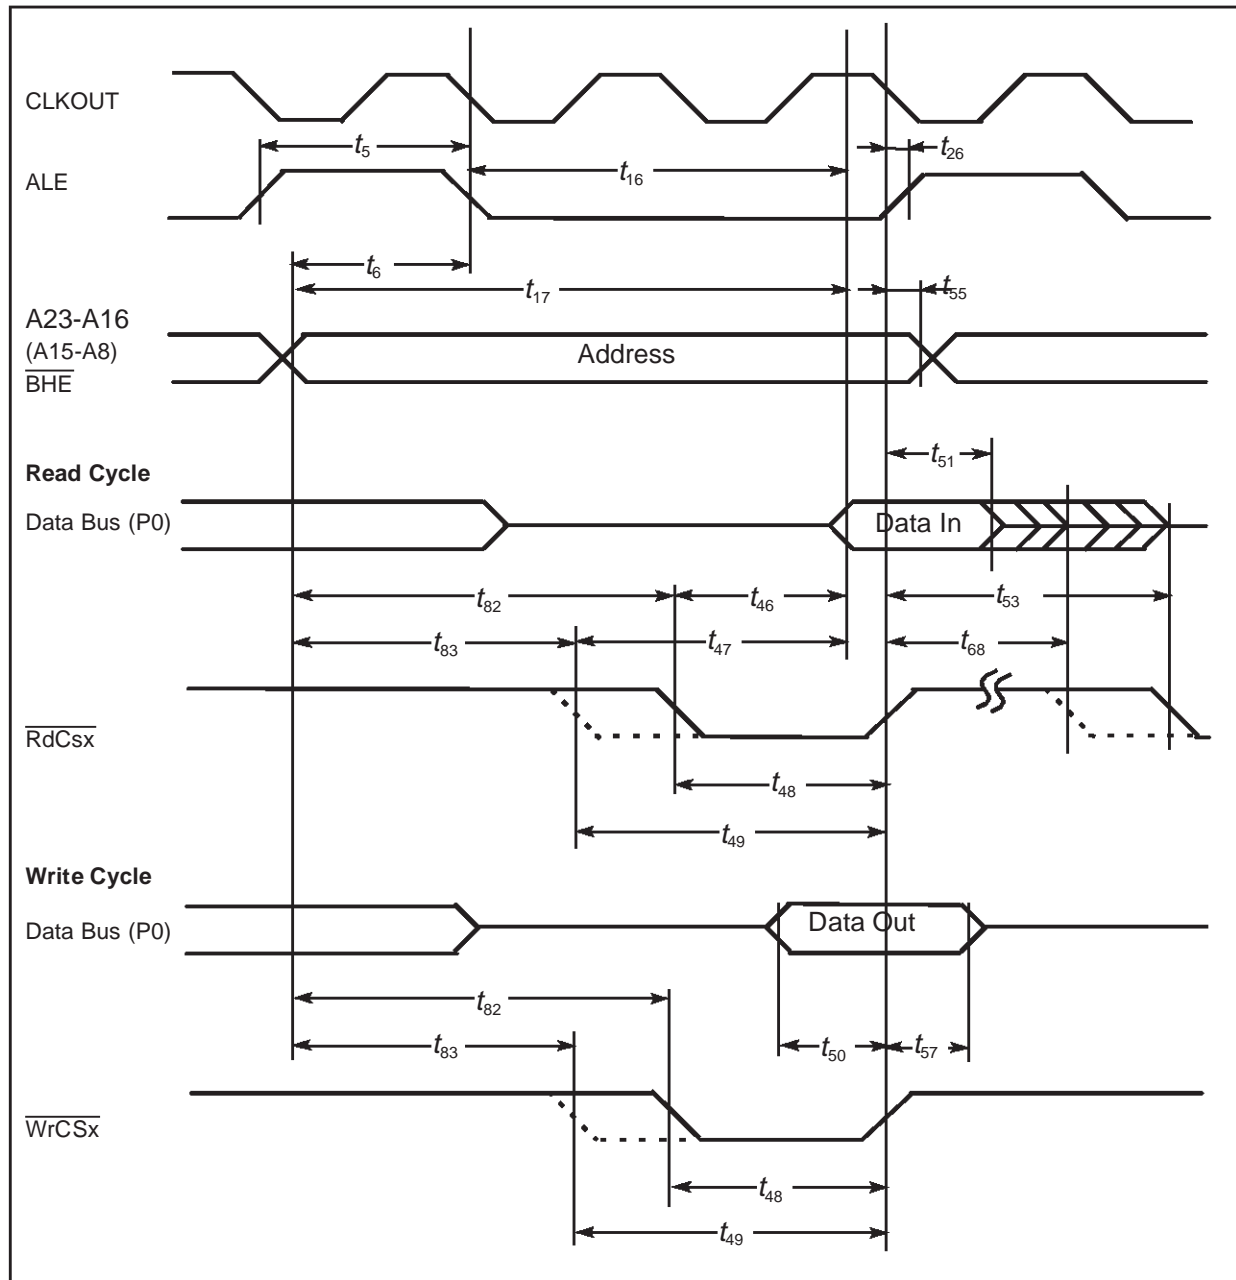 CLKOUT
t5
t26
ALE
t16
t6
t17
t55
A23-A16
(A15-A8)
BHE
Address
t51
Read Cycle
Data Bus (P0)
Data In
t82
t46
t53
t83
t47
t68
RdCsx
t48
t49
Write Cycle
Data Bus (P0)
Data Out
t82
t83
t50
t57
WrCSx
t48
t49